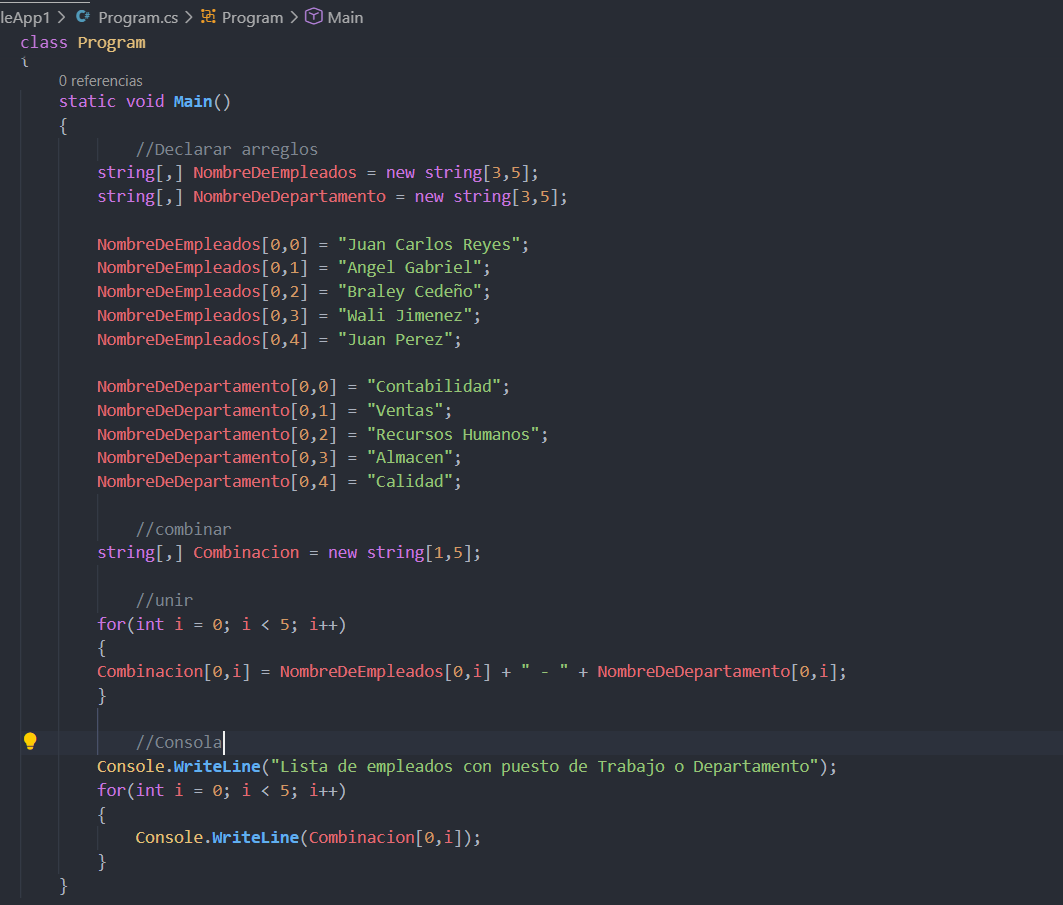 leApp1 > Program.cs > Program > Main
class Program
{
0 referencias
static void Main()
{
//Declarar arreglos
string[,] NombreDeEmpleados = new string[3,5];
string[,] NombreDeDepartamento = new string[3,5];
NombreDeEmpleados[0,0] = "Juan Carlos Reyes";
NombreDeEmpleados[0,1] = "Angel Gabriel";
NombreDeEmpleados[0,2] = "Braley Cedeño";
NombreDeEmpleados[0,3] = "Wali Jimenez";
NombreDeEmpleados[0,4] = "Juan Perez";
NombreDeDepartamento[0,0] = "Contabilidad";
NombreDeDepartamento[0,1] = "Ventas";
NombreDeDepartamento[0,2] = "Recursos Humanos";
NombreDeDepartamento[0,3] = "Almacen";
NombreDeDepartamento[0,4] = "Calidad";
//combinar
string[,] Combinacion = new string[1,5];
//unir
for(int i = 0; i < 5; i++)
{
Combinacion[0,i] = NombreDeEmpleados[0,i] + " - " + NombreDeDepartamento[0,i];
}
//Consola
Console.WriteLine("Lista de empleados con puesto de Trabajo o Departamento");
for(int i = 0; i < 5; i++)
{
Console.WriteLine(Combinacion[0,i]);
}
}